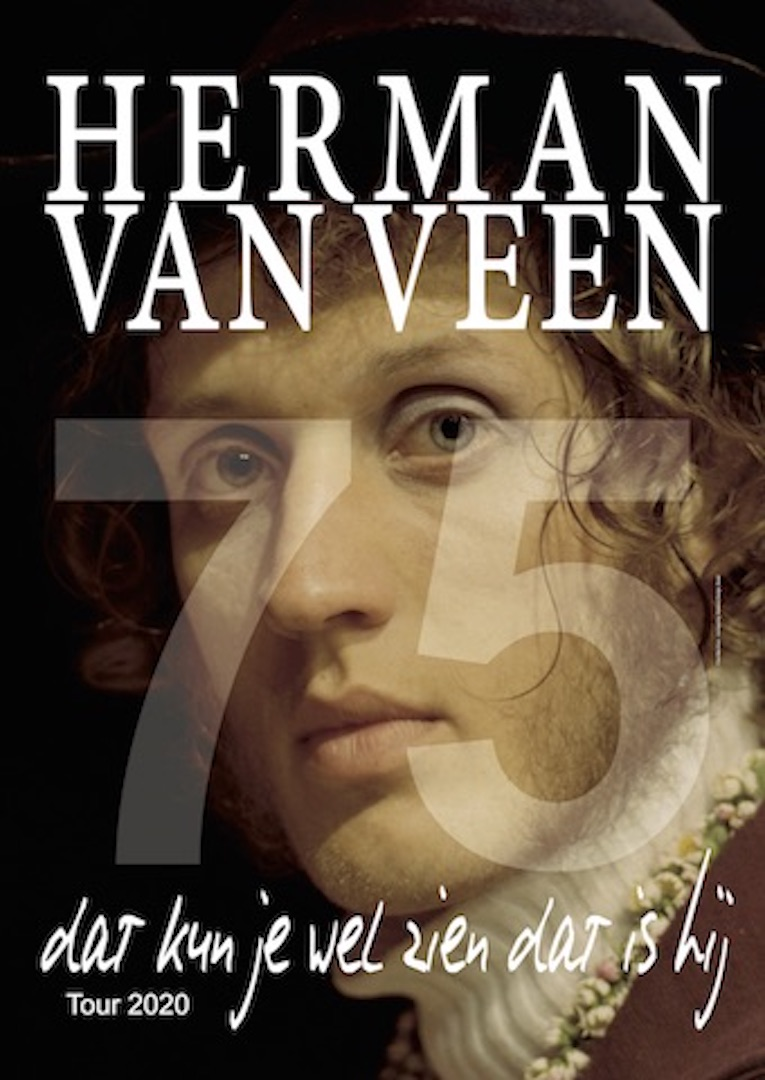 HERMAN
VAN VEEN
75
dat kun je wel zien dat is hij
Tour 2020